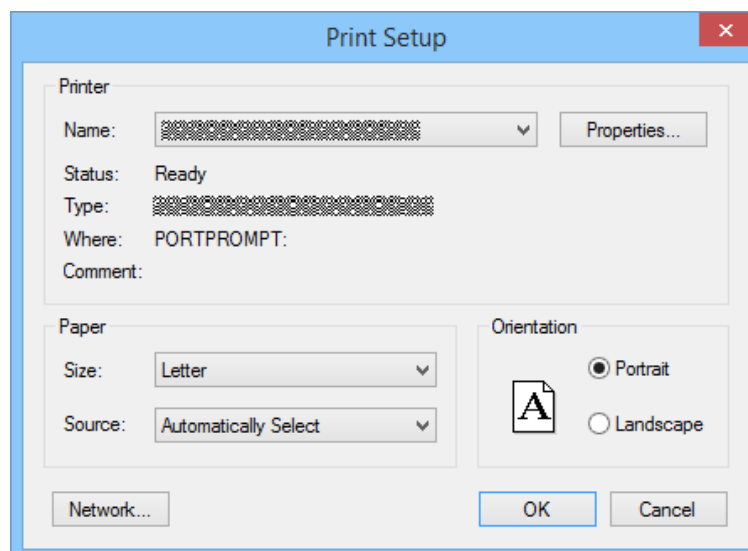 Print Setup
Printer
Name:
Properties...
Status: Ready
Type:
Where: PORTPROMPT:
Comment:
Paper
Size: Letter
Source: Automatically Select
Orientation
A
Portrait
Landscape
Network...
OK
Cancel